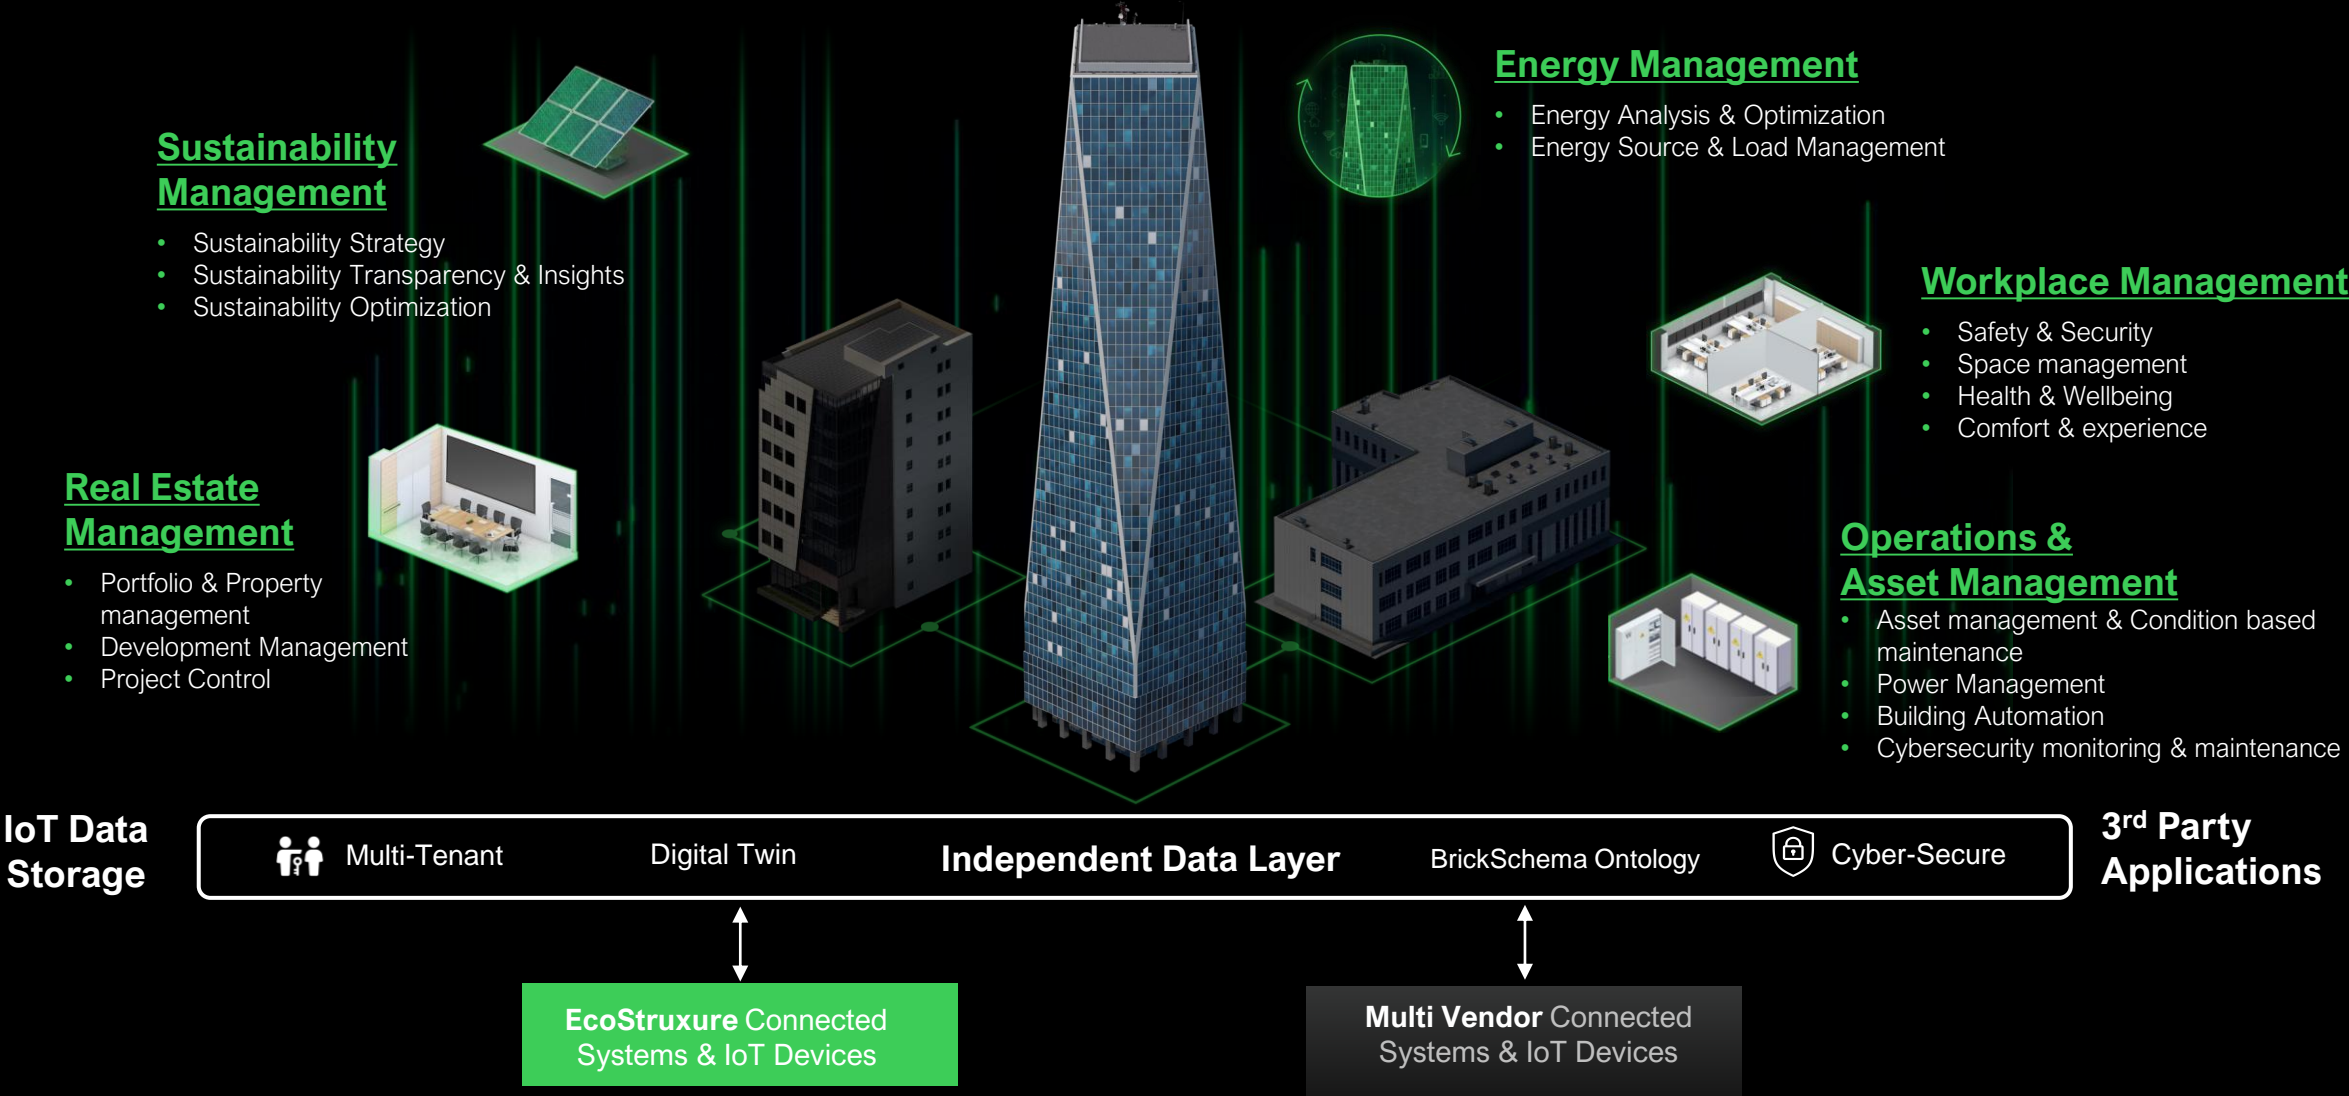 Sustainability
Management
• Sustainability Strategy
• Sustainability Transparency & Insights
• Sustainability Optimization
Real Estate
Management
• Portfolio & Property
management
• Development Management
• Project Control
Energy Management
• Energy Analysis & Optimization
• Energy Source & Load Management
Workplace Management
• Safety & Security
• Space management
• Health & Wellbeing
• Comfort & experience
Operations &
Asset Management
• Asset management & Condition based
maintenance
• Power Management
• Building Automation
• Cybersecurity monitoring & maintenance
IoT Data
Storage
Multi-Tenant
Digital Twin
Independent Data Layer
BrickSchema Ontology
Cyber-Secure
3rd Party
Applications
EcoStruxure Connected
Systems & IoT Devices
Multi Vendor Connected
Systems & IoT Devices